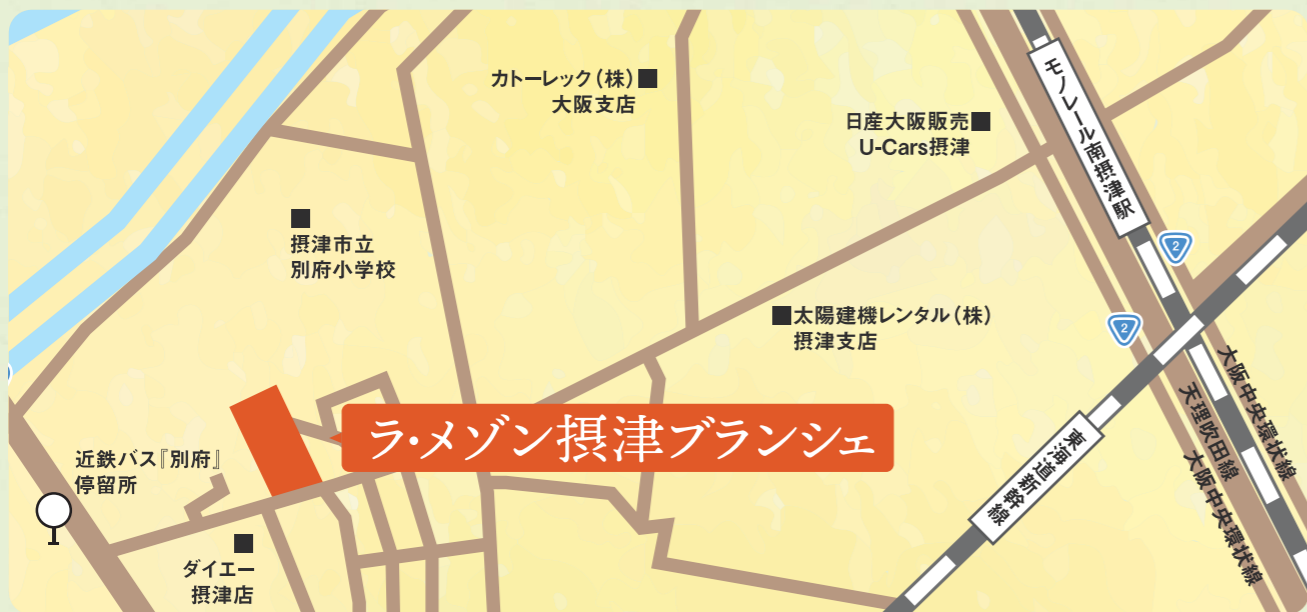 カトーレック(株)■
大阪支店
日産大阪販売■
U-Cars摂津
モノレール南摂津駅
■
摂津市立
別府小学校
2
■太陽建機レンタル(株)
摂津支店
2
大阪中央環状線
天理吹田線
大阪中央環状線
東海道新幹線
ラ・メゾン摂津ブランシェ
近鉄バス『別府』
停留所
■
ダイエー
摂津店